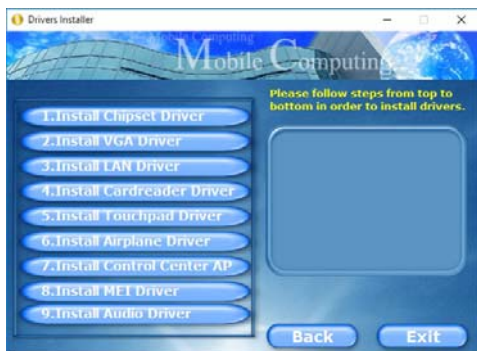 Drivers Installer
Mobile Computing
Mobile Computing
Please follow steps from top to
bottom in order to install drivers.
1.Install Chipset Driver
2.Install VGA Driver
3.Install LAN Driver
4.Install Cardreader Driver
5.Install Touchpad Driver
6.Install Airplane Driver
7.Install Control Center AP
8.Install MEI Driver
9.Install Audio Driver
Back
Exit